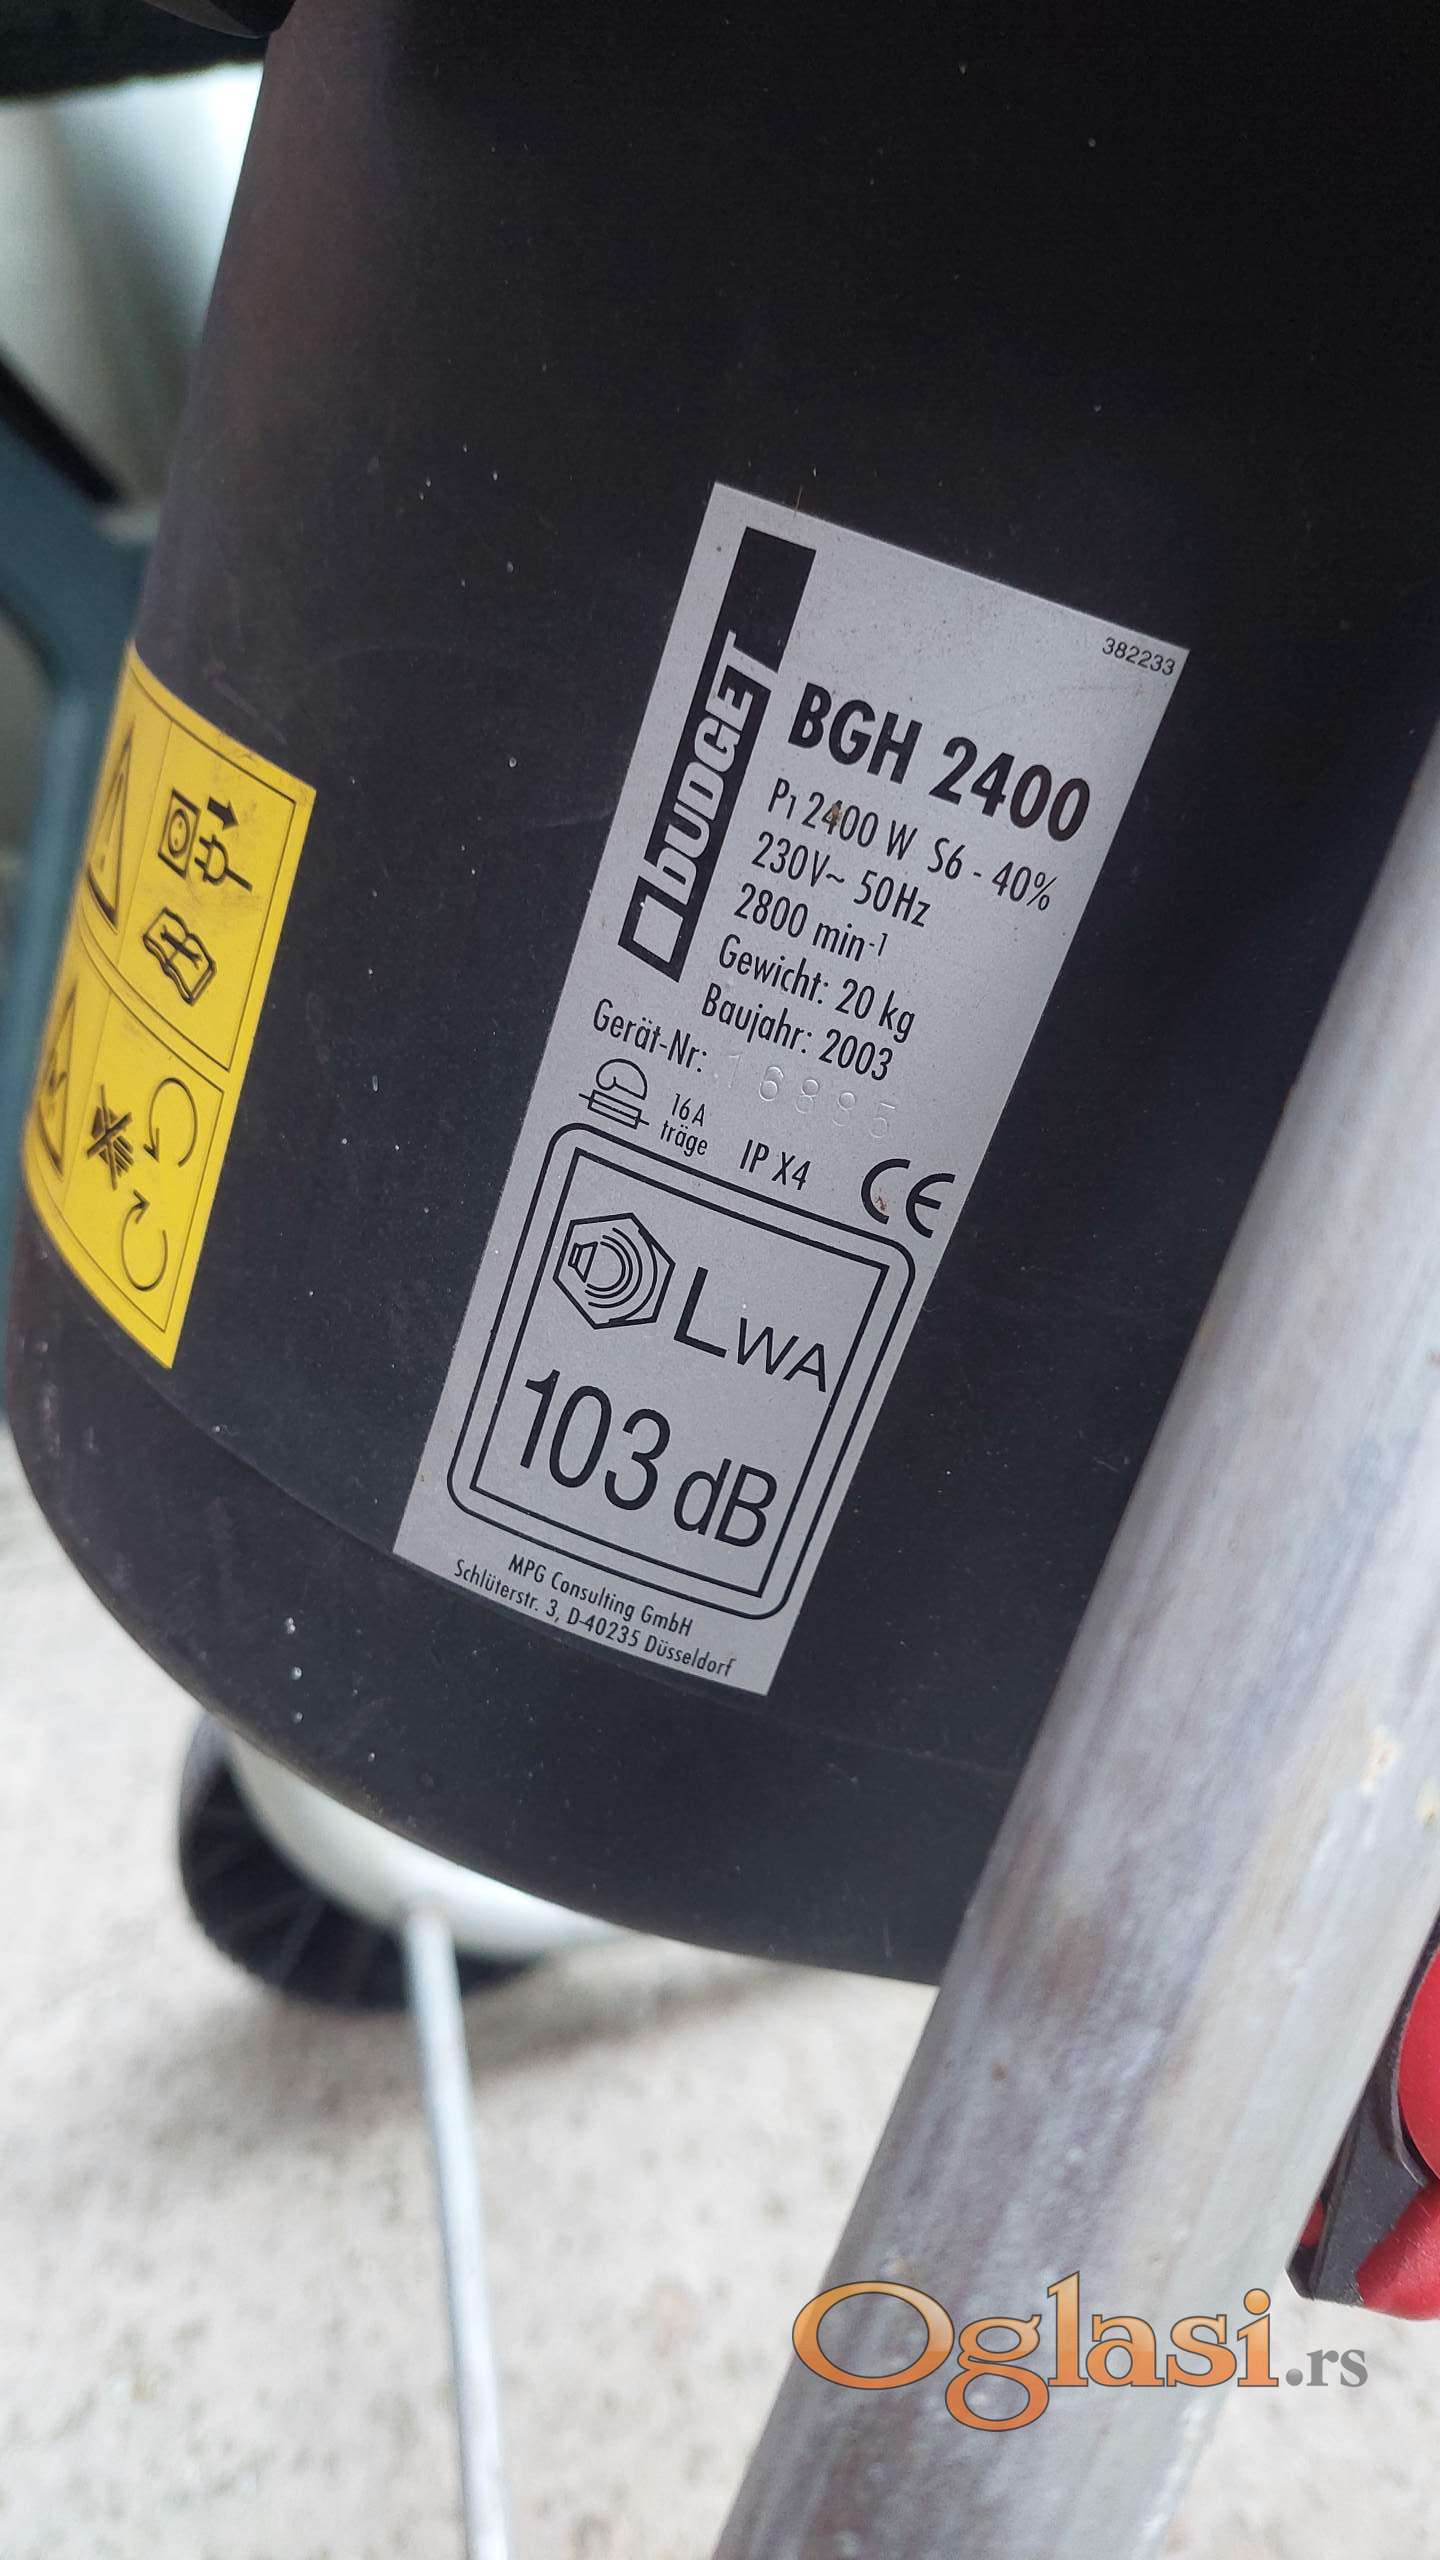 382233
bUDGET
BGH 2400
P1 2400 W S6 - 40%
230V~ 50Hz
2800 min-1
Gewicht: 20 kg
Baujahr: 2003
Gerät-Nr: 16895
16A
träge
IP X4
CE
LWA
103 dB
MPG Consulting GmbH
Schlüterstr. 3, D-40235 Düsseldorf
Oglasi.rs